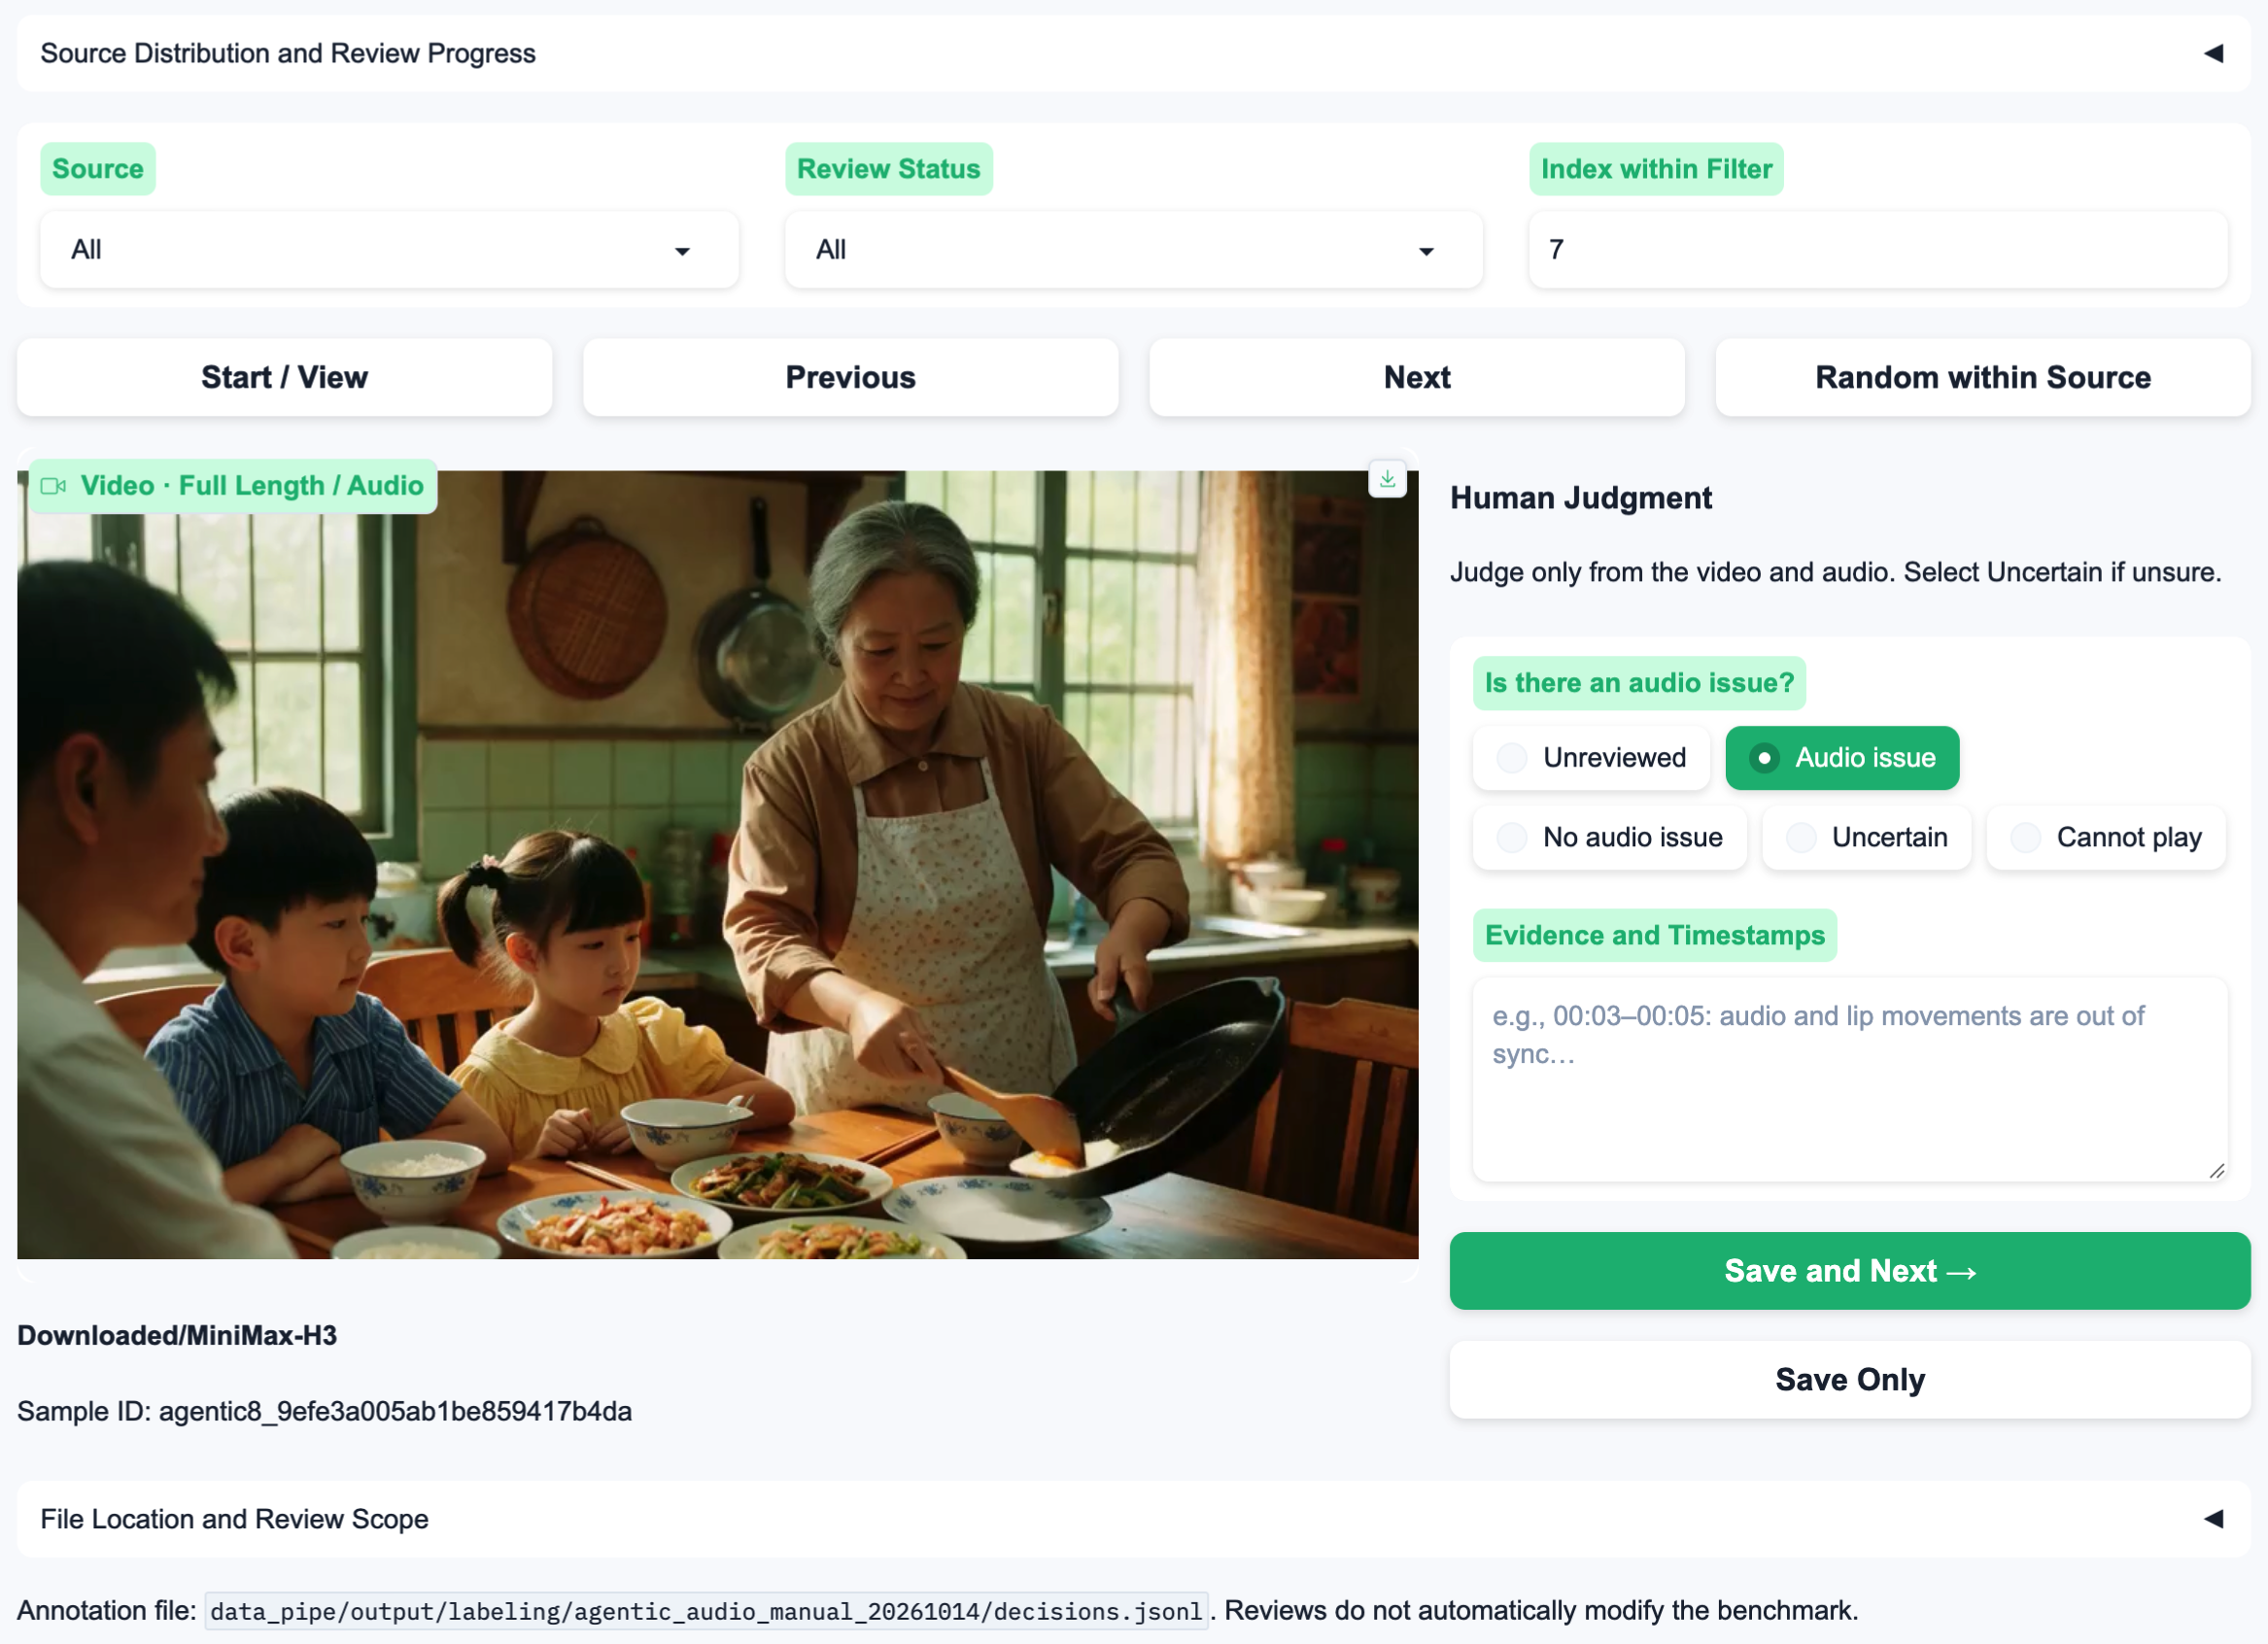 Source Distribution and Review Progress
Source
Review Status
Index within Filter
All
All
7
Start / View
Previous
Next
Random within Source
Video · Full Length / Audio
Human Judgment
Judge only from the video and audio. Select Uncertain if unsure.
Is there an audio issue?
Unreviewed
Audio issue
No audio issue
Uncertain
Cannot play
Evidence and Timestamps
e.g., 00:03–00:05: audio and lip movements are out of
sync…
Save and Next →
Save Only
Downloaded/MiniMax-H3
Sample ID: agentic8_9efe3a005ab1be859417b4da
File Location and Review Scope
Annotation file: data_pipe/output/labeling/agentic_audio_manual_20261014/decisions.jsonl. Reviews do not automatically modify the benchmark.